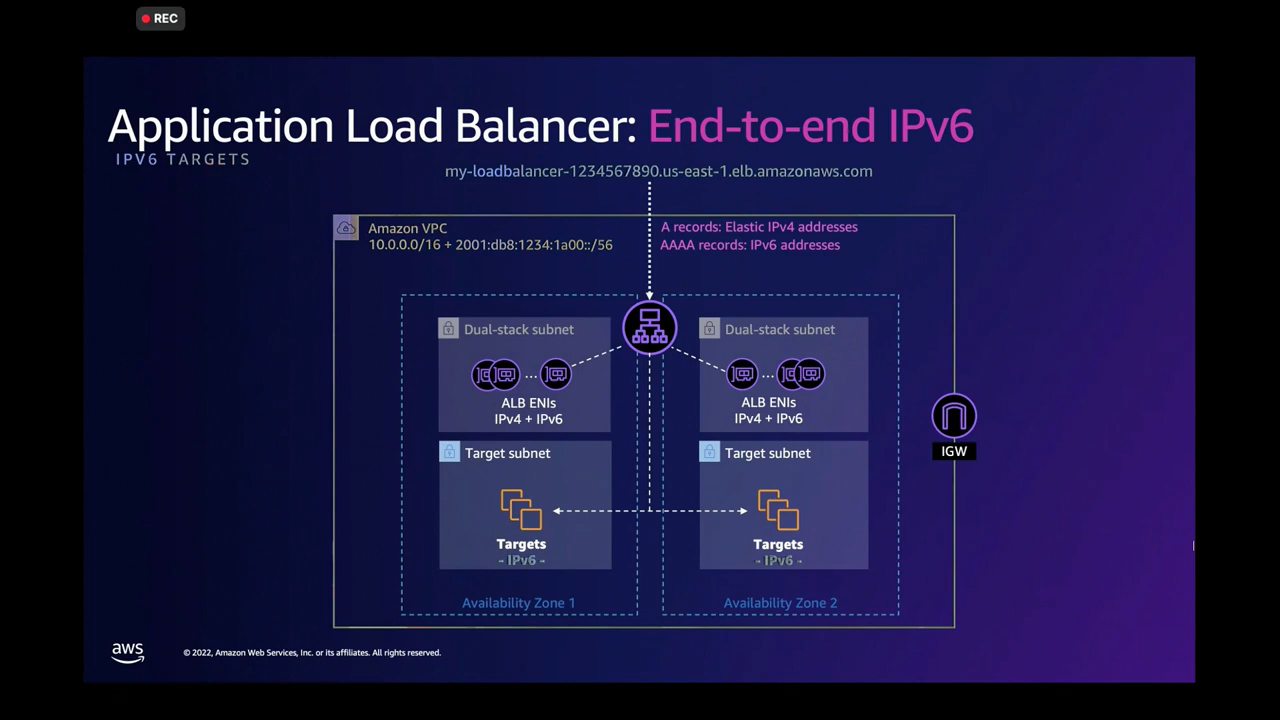 REC
Application Load Balancer: End-to-end IPv6
IPV6 TARGETS
my-loadbalancer-1234567890.us-east-1.elb.amazonaws.com
Amazon VPC
10.0.0.0/16 + 2001:db8:1234:1a00::/56
A records: Elastic IPv4 addresses
AAAA records: IPv6 addresses
Dual-stack subnet
...
ALB ENIs
IPv4 + IPv6
Dual-stack subnet
...
ALB ENIs
IPv4 + IPv6
IGW
Target subnet
Targets
- IPv6 -
Target subnet
Targets
- IPv6 -
Availability Zone 1
Availability Zone 2
aws
© 2022, Amazon Web Services, Inc. or its affiliates. All rights reserved.